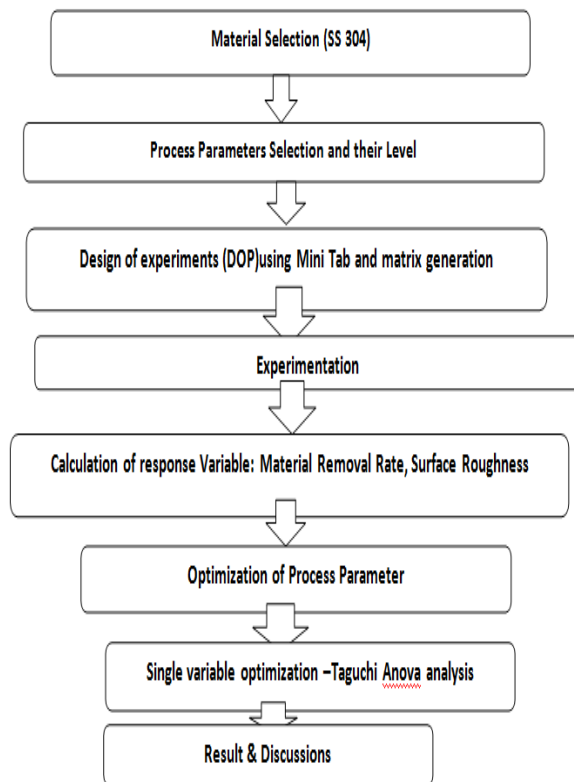 Material Selection (SS 304)
Process Parameters Selection and their Level
Design of experiments (DOP)using Mini Tab and matrix generation
Experimentation
Calculation of response Variable: Material Removal Rate, Surface Roughness
Optimization of Process Parameter
Single variable optimization –Taguchi Anova analysis
Result & Discussions